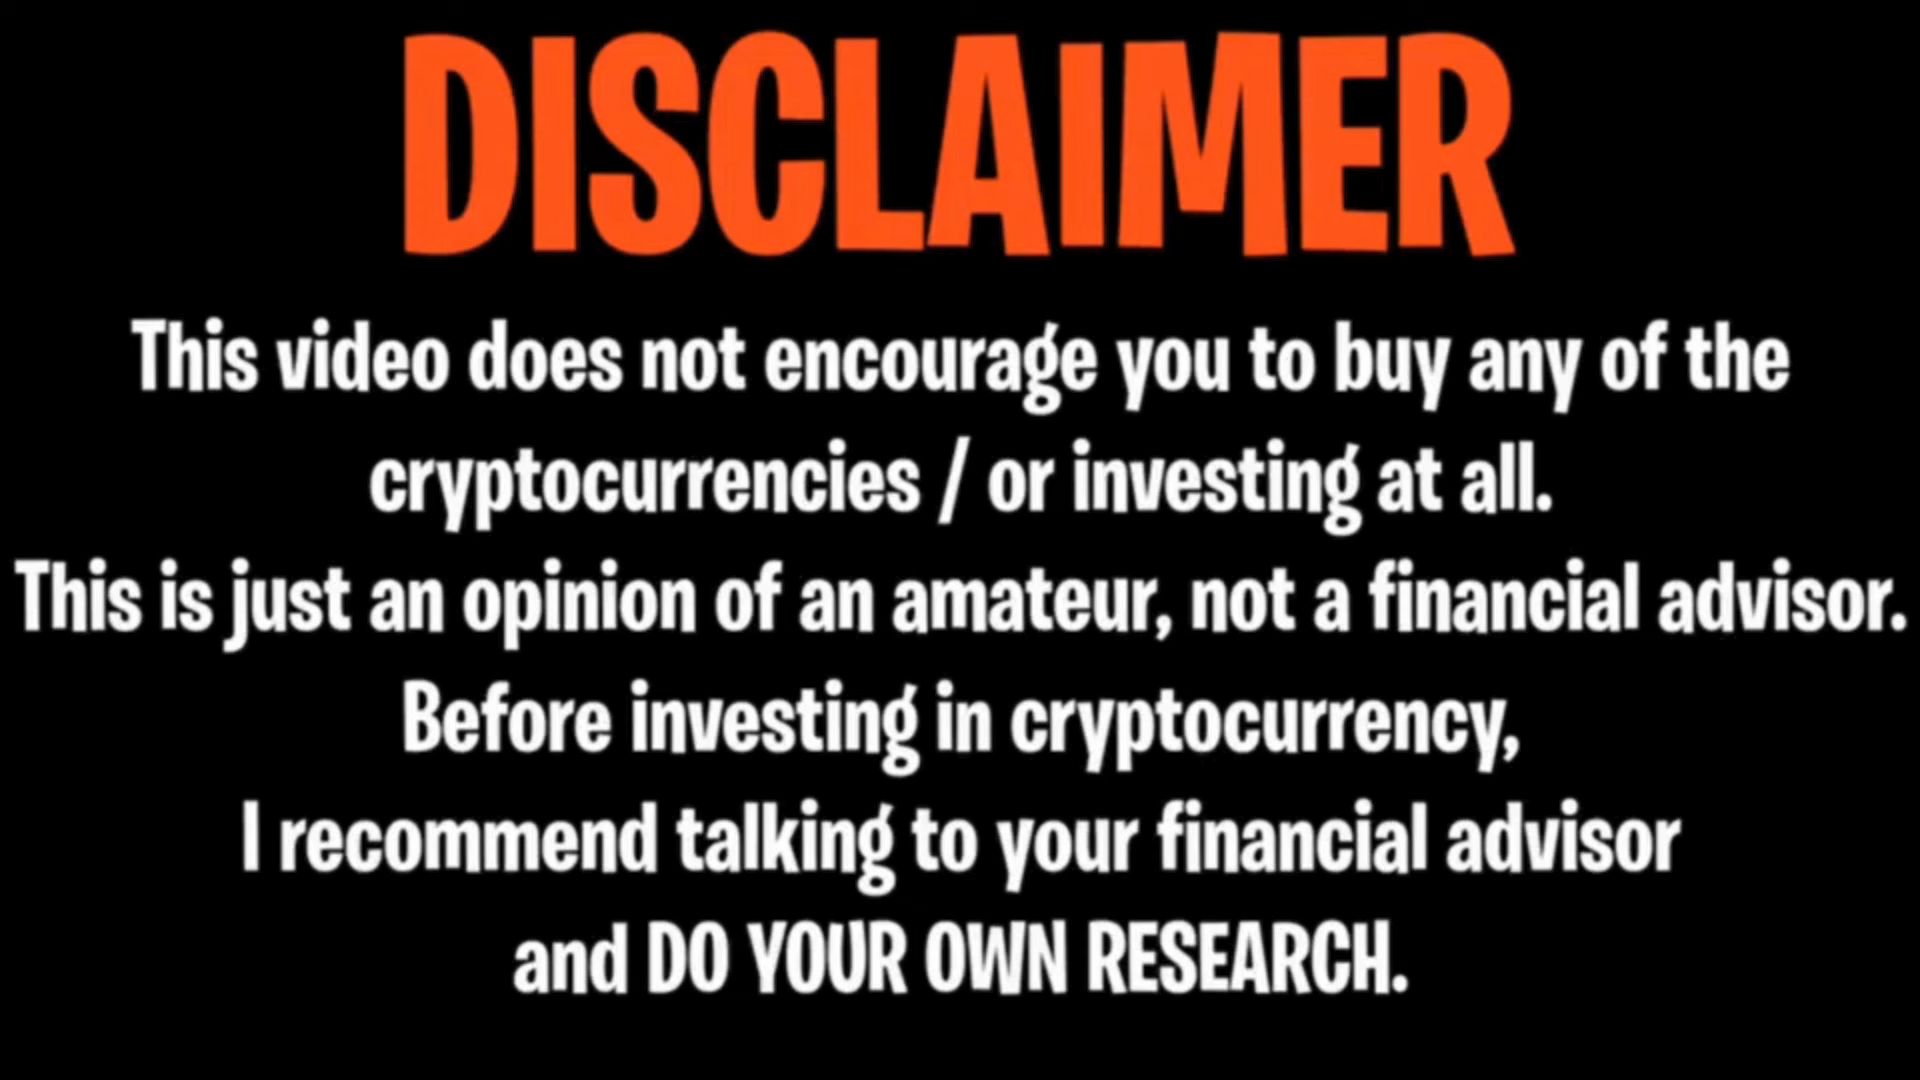 DISCLAIMER
This video does not encourage you to buy any of the
cryptocurrencies / or investing at all.
This is just an opinion of an amateur, not a financial advisor.
Before investing in cryptocurrency,
I recommend talking to your financial advisor
and DO YOUR OWN RESEARCH.